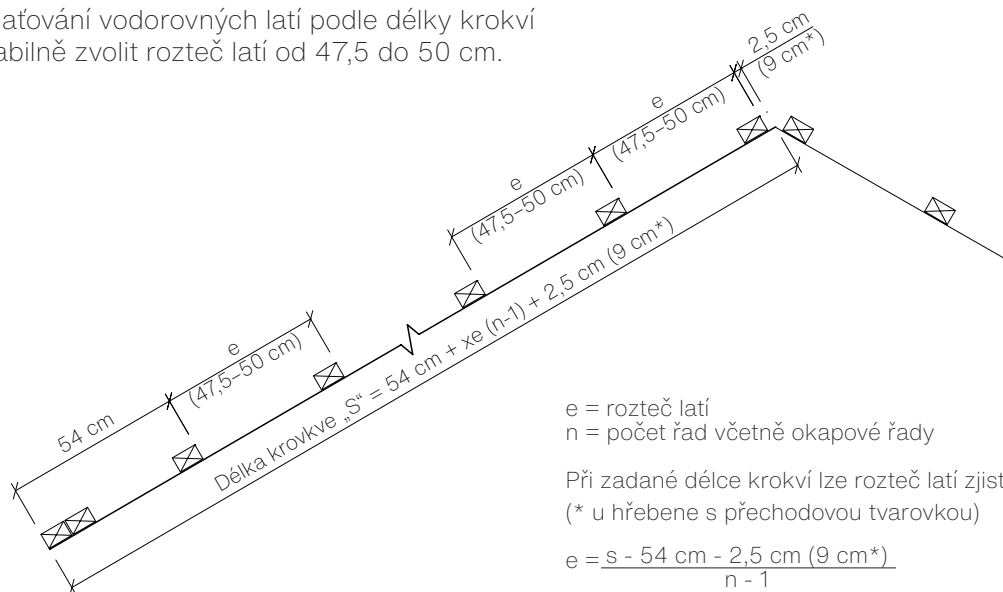 aťování vodorovných latí podle délky krokví
abilně zvolit rozteč latí od 47,5 do 50 cm.
2,5 cm
(9 cm*)
e
(47,5–50 cm)
e
(47,5–50 cm)
e
(47,5–50 cm)
54 cm
Délka krovkve „S“ = 54 cm + xe (n-1) + 2,5 cm (9 cm*)
e = rozteč latí
n = počet řad včetně okapové řady
Při zadané délce krokví lze rozteč latí zjist
(* u hřebene s přechodovou tvarovkou)
e = s - 54 cm - 2,5 cm (9 cm*)
n - 1